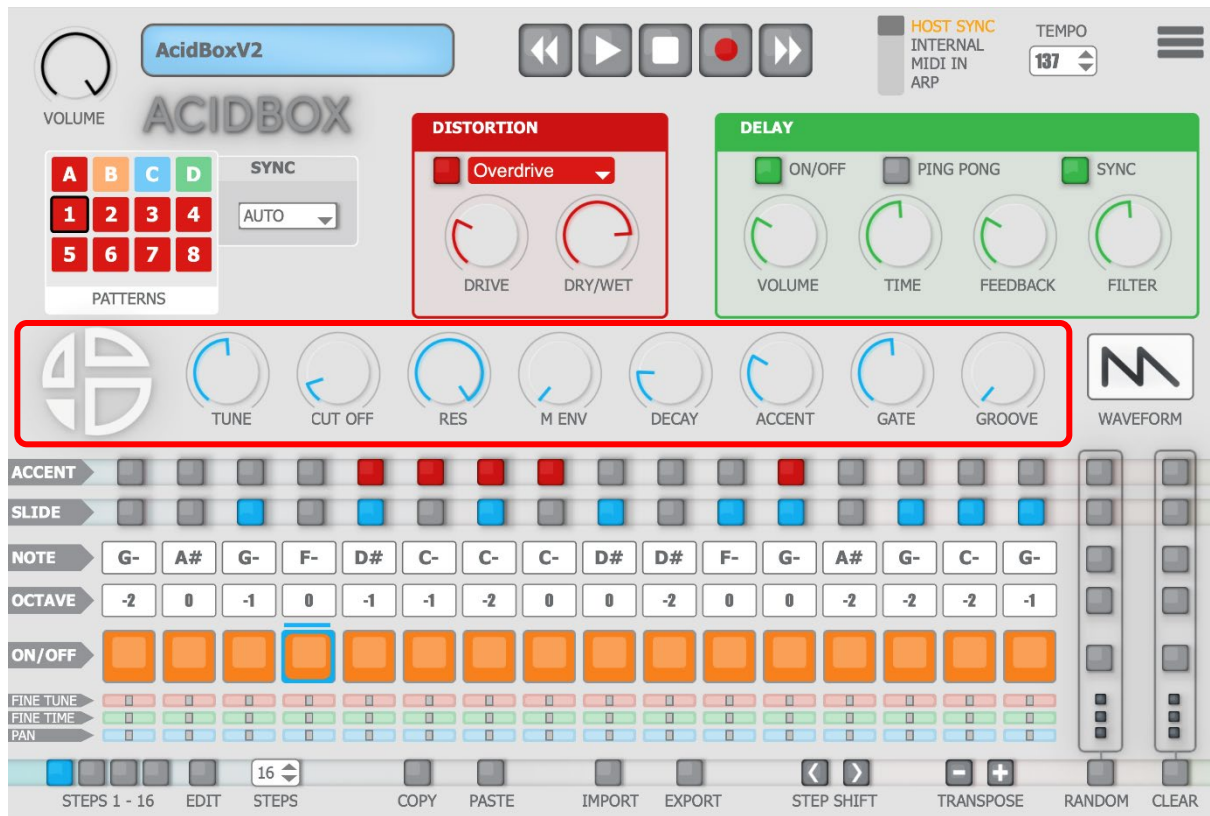 AcidBoxV2
HOST SYNC
INTERNAL
MIDI IN
ARP
TEMPO
137
VOLUME
ACIDBOX
A B C D
1 2 3 4
5 6 7 8
PATTERNS
SYNC
AUTO
DISTORTION
Overdrive
DRIVE DRY/WET
DELAY
ON/OFF PING PONG SYNC
VOLUME TIME FEEDBACK FILTER
TUNE CUT OFF RES M ENV DECAY ACCENT GATE GROOVE
WAVEFORM
ACCENT
SLIDE
NOTE G- A# G- F- D# C- C- C- D# D# F- G- A# G- C- G-
OCTAVE -2 0 -1 0 -1 -1 -2 0 0 -2 0 0 -2 -2 -2 -1
ON/OFF
FINE TUNE
FINE TIME
PAN
16
STEPS 1 - 16 EDIT STEPS COPY PASTE IMPORT EXPORT STEP SHIFT TRANSPOSE RANDOM CLEAR